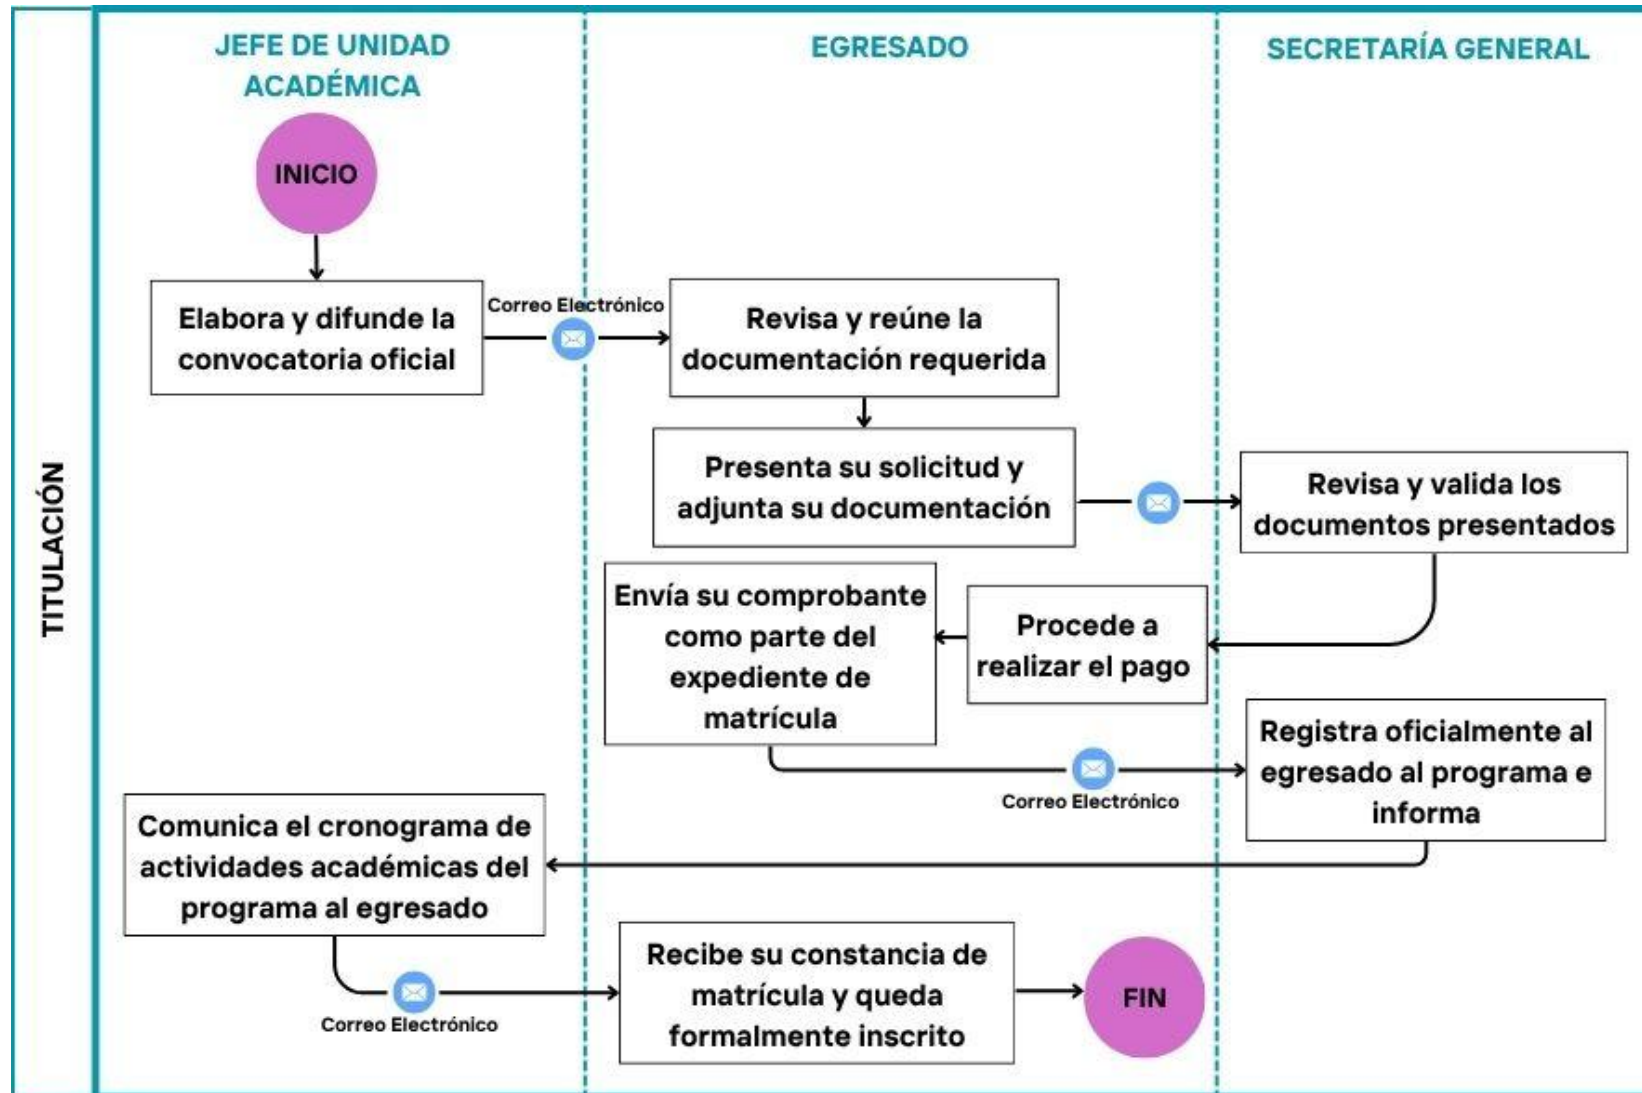 TITULACIÓN
JEFE DE UNIDAD
ACADÉMICA
EGRESADO
SECRETARÍA GENERAL
INICIO
Elabora y difunde la
convocatoria oficial
Correo Electrónico
Revisa y reúne la
documentación requerida
Presenta su solicitud y
adjunta su documentación
Revisa y valida los
documentos presentados
Procede a
realizar el pago
Envía su comprobante
como parte del
expediente de
matrícula
Correo Electrónico
Registra oficialmente al
egresado al programa e
informa
Comunica el cronograma de
actividades académicas del
programa al egresado
Correo Electrónico
Recibe su constancia de
matrícula y queda
formalmente inscrito
FIN